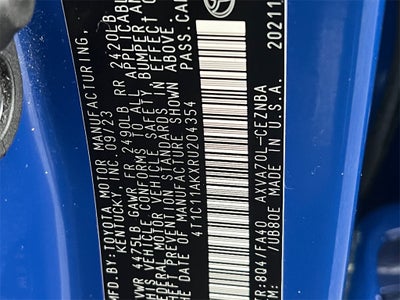 MFD.BY: TOYOTA MOTOR MANUFACTURING,
KENTUCKY, INC. 09/23
GVWR 4475LB GAWR FR 2490LB RR 2420LB
THIS VEHICLE CONFORMS TO ALL APPLICABLE
FEDERAL MOTOR VEHICLE SAFETY, BUMPER AND
THEFT PREVENTION STANDARDS IN EFFECT ON
THE DATE OF MANUFACTURE SHOWN ABOVE.
4T1C11AKXRU204354 PASS.CAR
:8O47/FA40 AXVA70L-CEZNBA
/UB80E MADE IN U.S.A. 20211